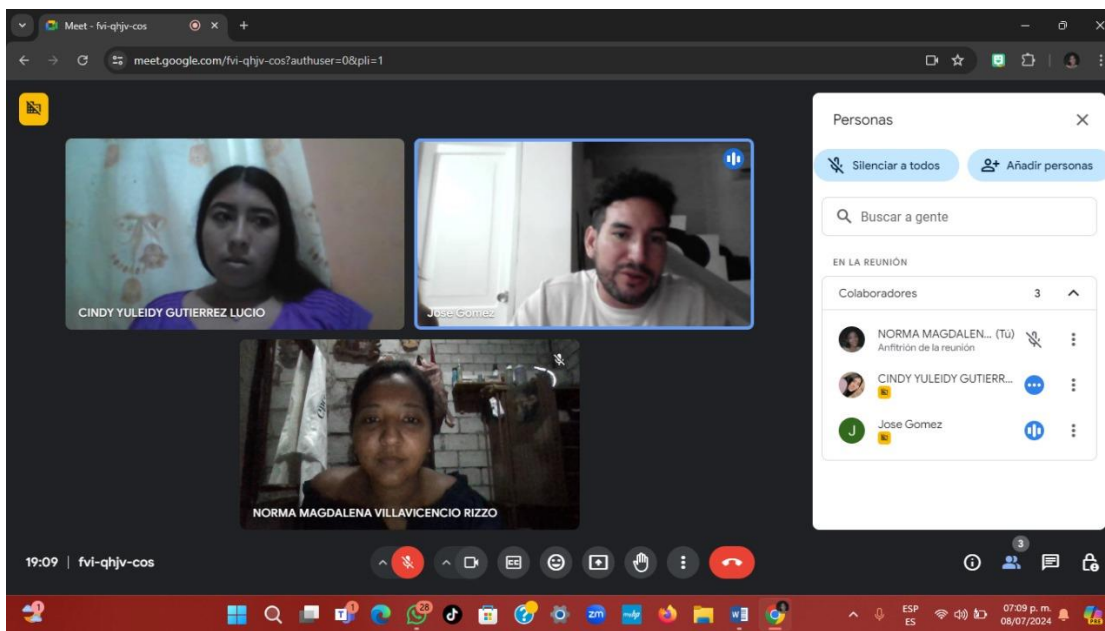 Meet - fvi-qhjv-cos
meet.google.com/fvi-qhjv-cos?authuser=0&pli=1
CINDY YULEIDY GUTIERREZ LUCIO
Jose Gomez
NORMA MAGDALENA VILLAVICENCIO RIZZO
Personas
Silenciar a todos
Añadir personas
Buscar a gente
EN LA REUNIÓN
Colaboradores 3
NORMA MAGDALEN... (Tú)
Anfitrión de la reunión
CINDY YULEIDY GUTIERR...
J Jose Gomez
19:09 | fvi-qhjv-cos
3
28
zm
ESP
ES
07:09 p. m.
08/07/2024